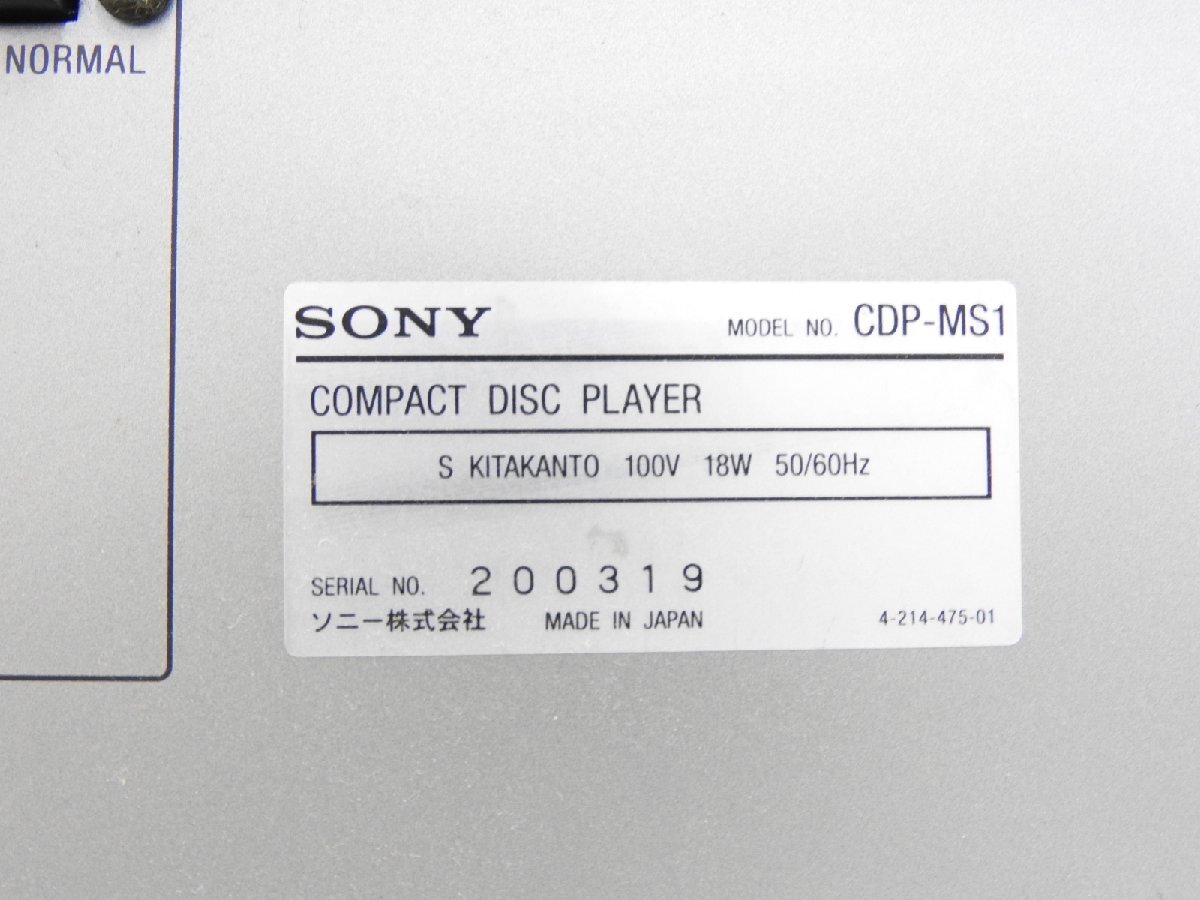 NORMAL
SONY MODEL NO. CDP-MS1
COMPACT DISC PLAYER
S KITAKANTO 100V 18W 50/60Hz
SERIAL NO. 200319
ソニー株式会社 MADE IN JAPAN 4-214-475-01